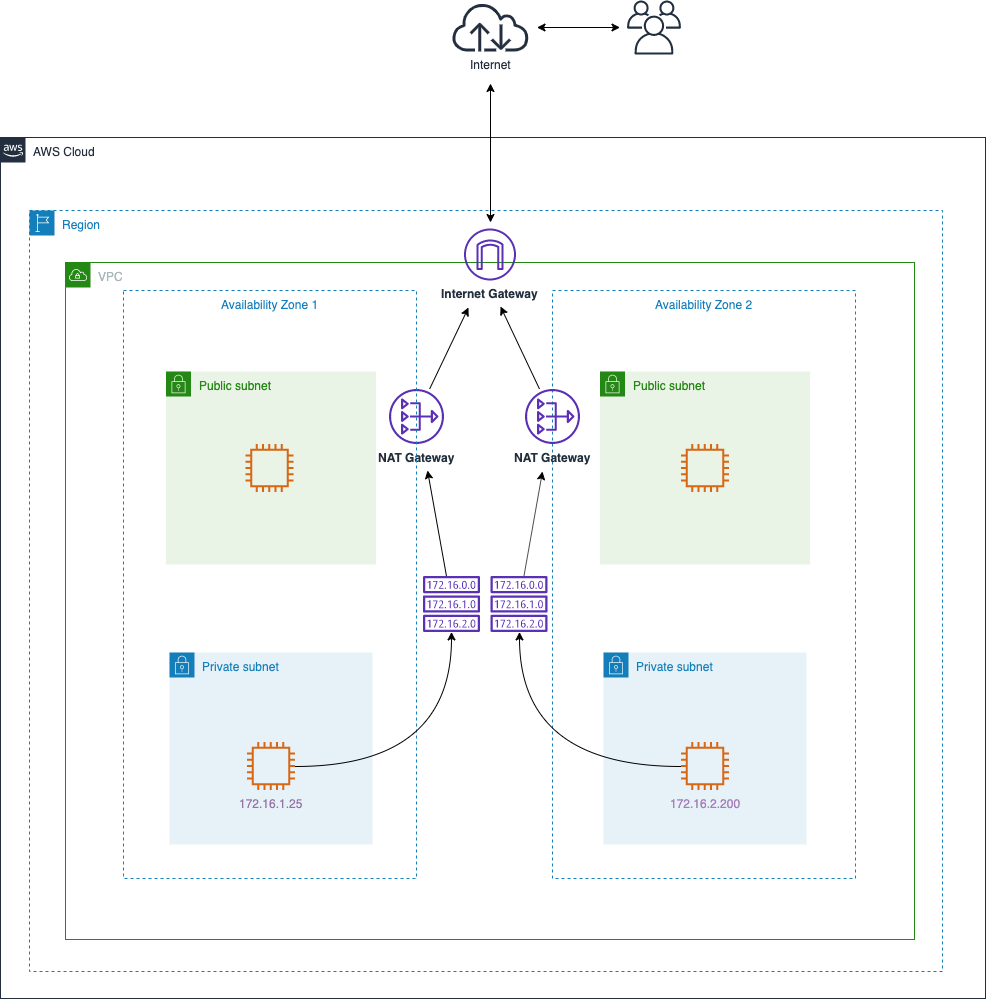 Internet
aws
AWS Cloud
Region
VPC
Internet Gateway
Availability Zone 1
Availability Zone 2
Public subnet
Public subnet
NAT Gateway
NAT Gateway
172.16.0.0
172.16.1.0
172.16.2.0
172.16.0.0
172.16.1.0
172.16.2.0
Private subnet
Private subnet
172.16.1.25
172.16.2.200